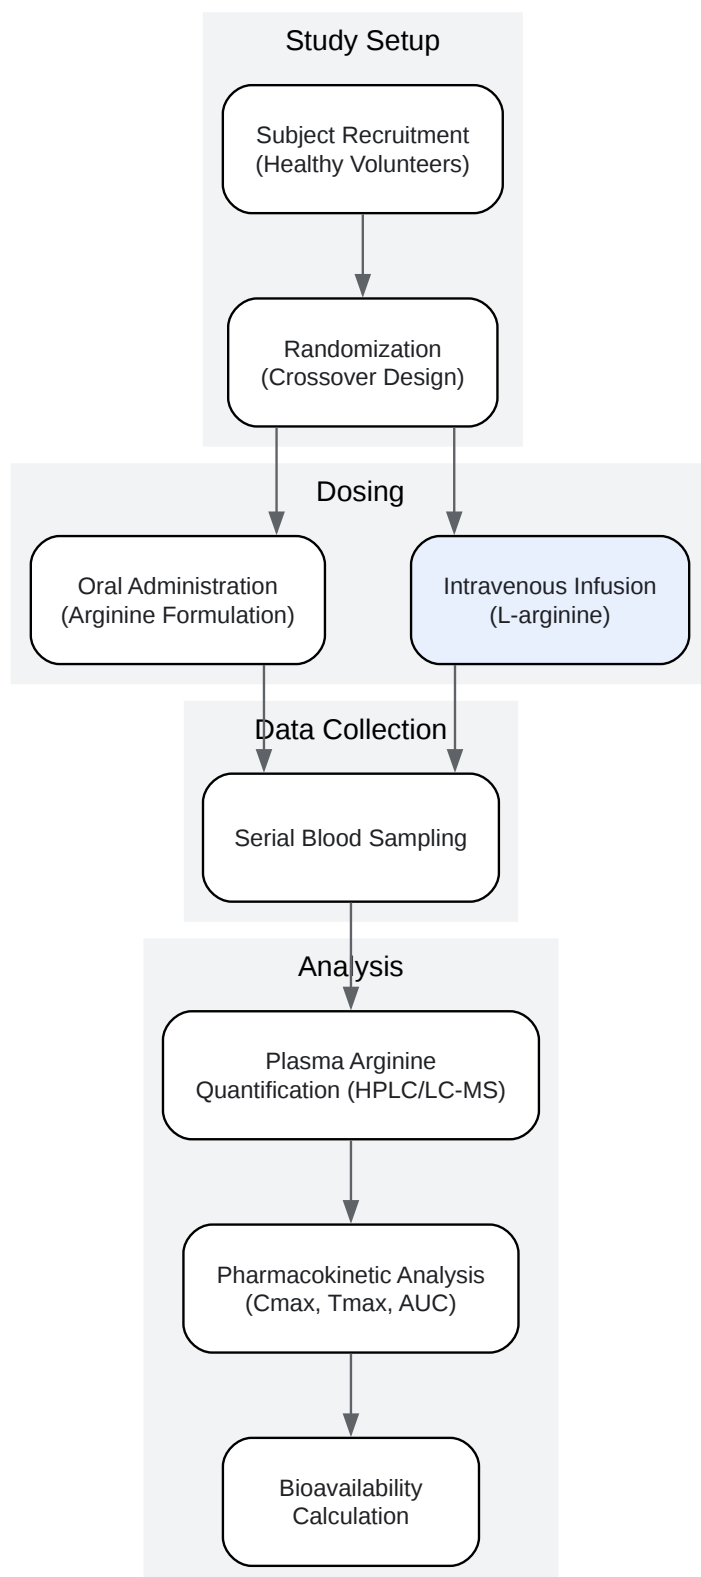 Study Setup
Subject Recruitment
(Healthy Volunteers)
Randomization
(Crossover Design)
Dosing
Oral Administration
(Arginine Formulation)
Intravenous Infusion
(L-arginine)
Data Collection
Serial Blood Sampling
Analysis
Plasma Arginine
Quantification (HPLC/LC-MS)
Pharmacokinetic Analysis
(Cmax, Tmax, AUC)
Bioavailability
Calculation